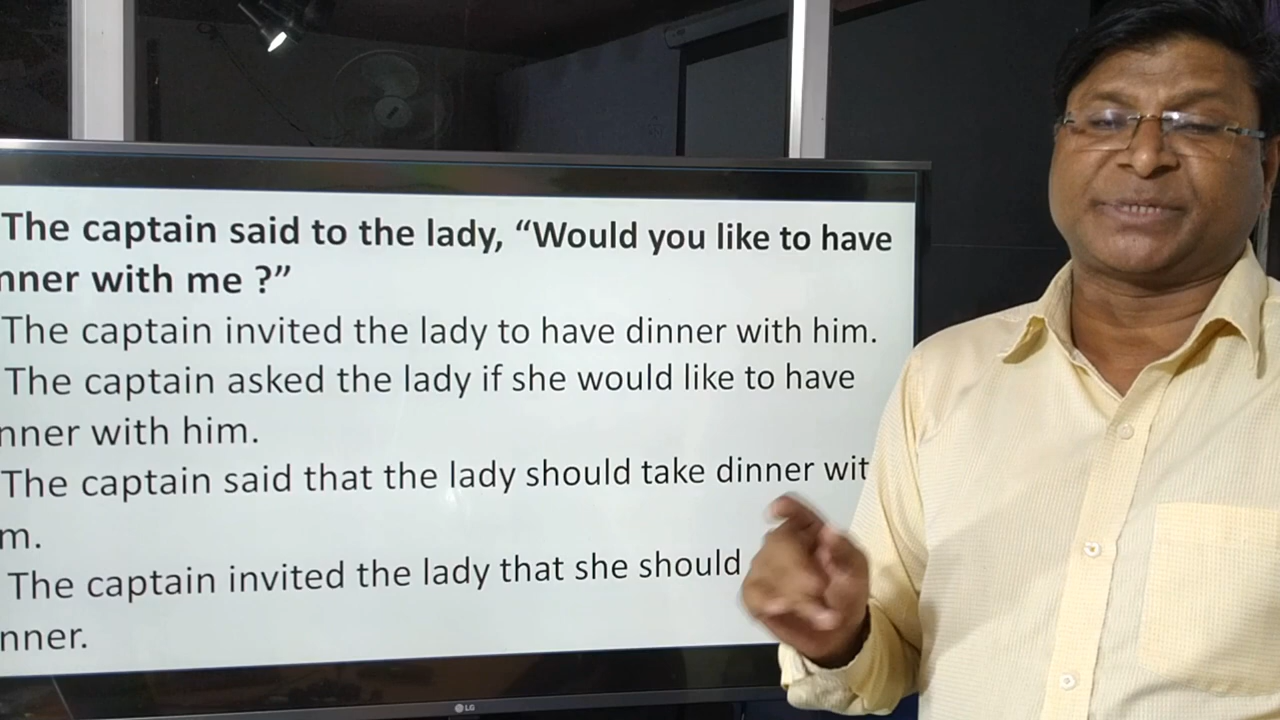 The captain said to the lady, “Would you like to have
nner with me ?”
The captain invited the lady to have dinner with him.
The captain asked the lady if she would like to have
nner with him.
The captain said that the lady should take dinner wit
m.
The captain invited the lady that she should
nner.
LG